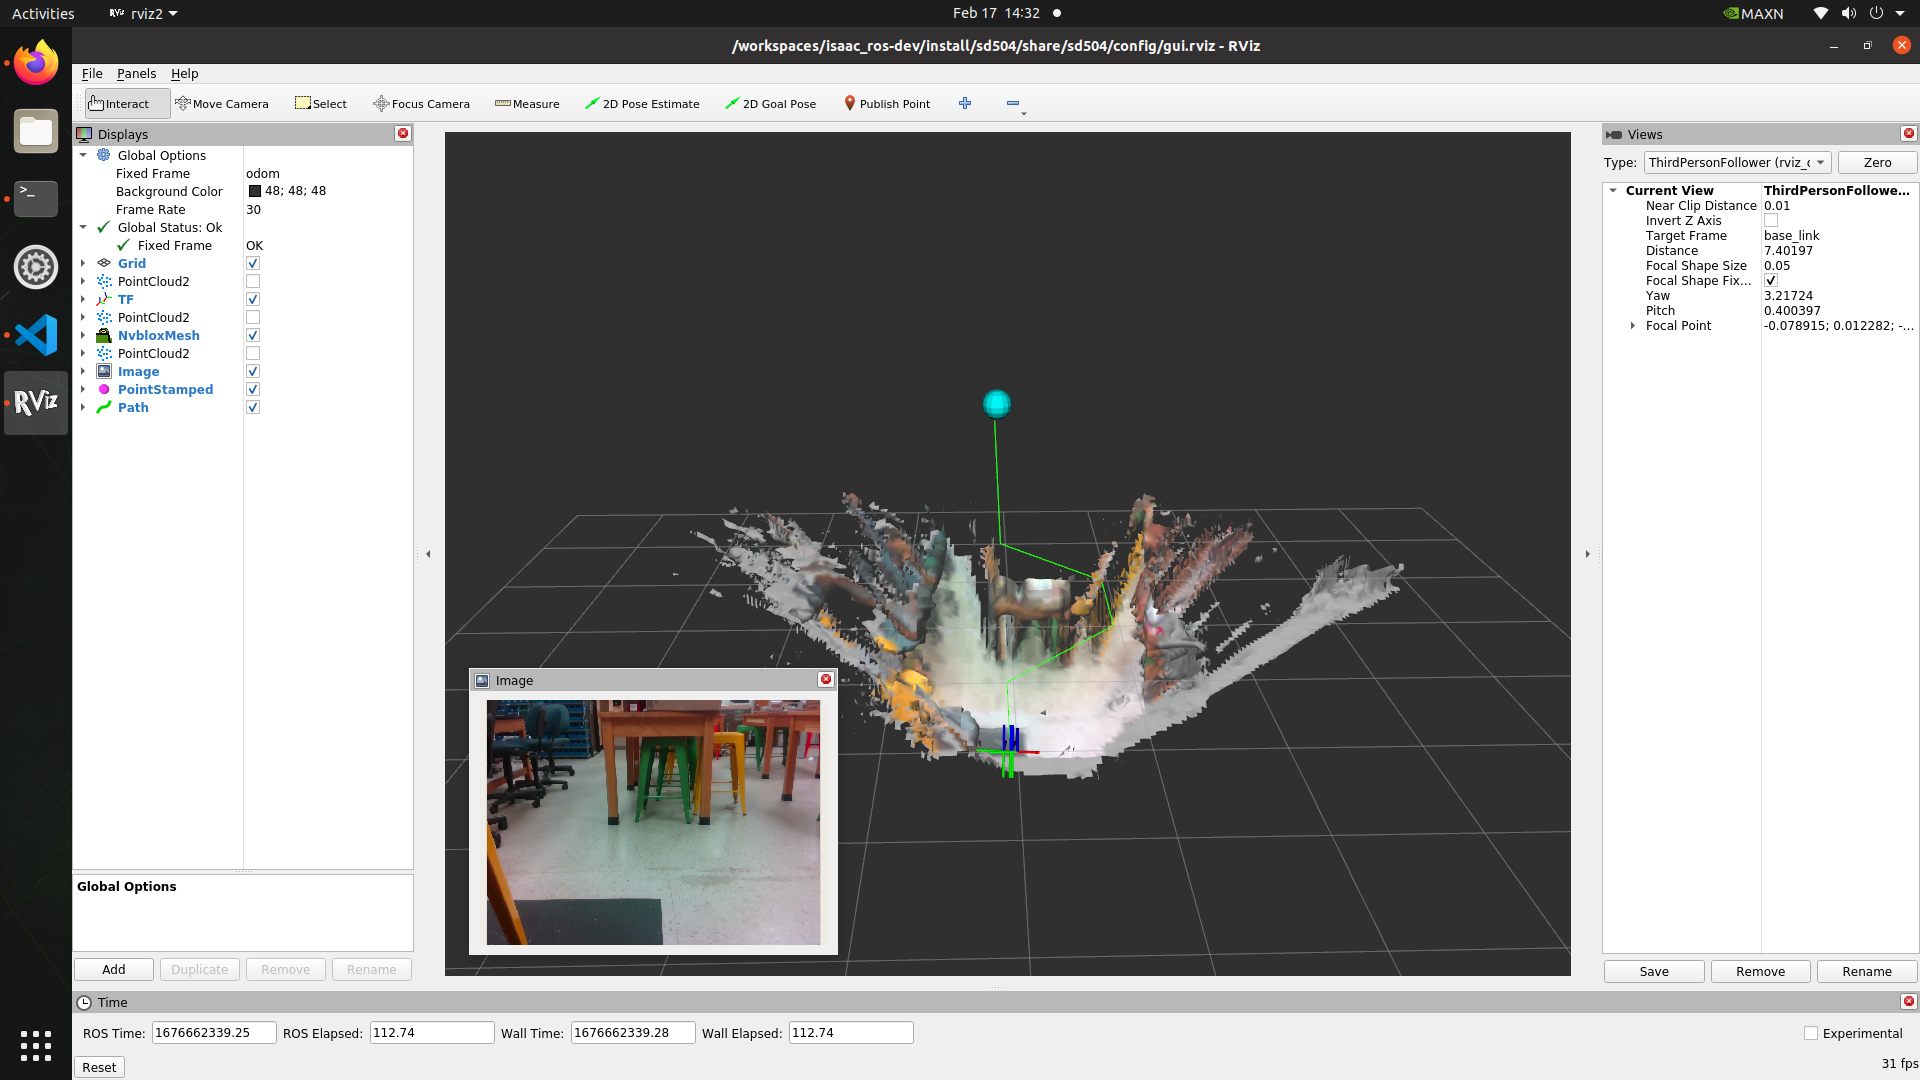 Activities
rviz2
Feb 17 14:32
MAXN
/workspaces/isaac_ros-dev/install/sd504/share/sd504/config/gui.rviz - RViz
File Panels Help
Interact Move Camera Select Focus Camera Measure 2D Pose Estimate 2D Goal Pose Publish Point
Displays
Global Options
Fixed Frame odom
Background Color 48; 48; 48
Frame Rate 30
Global Status: Ok
Fixed Frame OK
Grid
PointCloud2
TF
PointCloud2
NvbloxMesh
PointCloud2
Image
PointStamped
Path
Global Options
Add Duplicate Remove Rename
RViz
Image
Views
Type: ThirdPersonFollower (rviz_ Zero
Current View ThirdPersonFollowe...
Near Clip Distance 0.01
Invert Z Axis
Target Frame base_link
Distance 7.40197
Focal Shape Size 0.05
Focal Shape Fix...
Yaw 3.21724
Pitch 0.400397
Focal Point -0.078915; 0.012282; -...
Save Remove Rename
Time
ROS Time: 1676662339.25 ROS Elapsed: 112.74 Wall Time: 1676662339.28 Wall Elapsed: 112.74 Experimental
Reset 31 fps